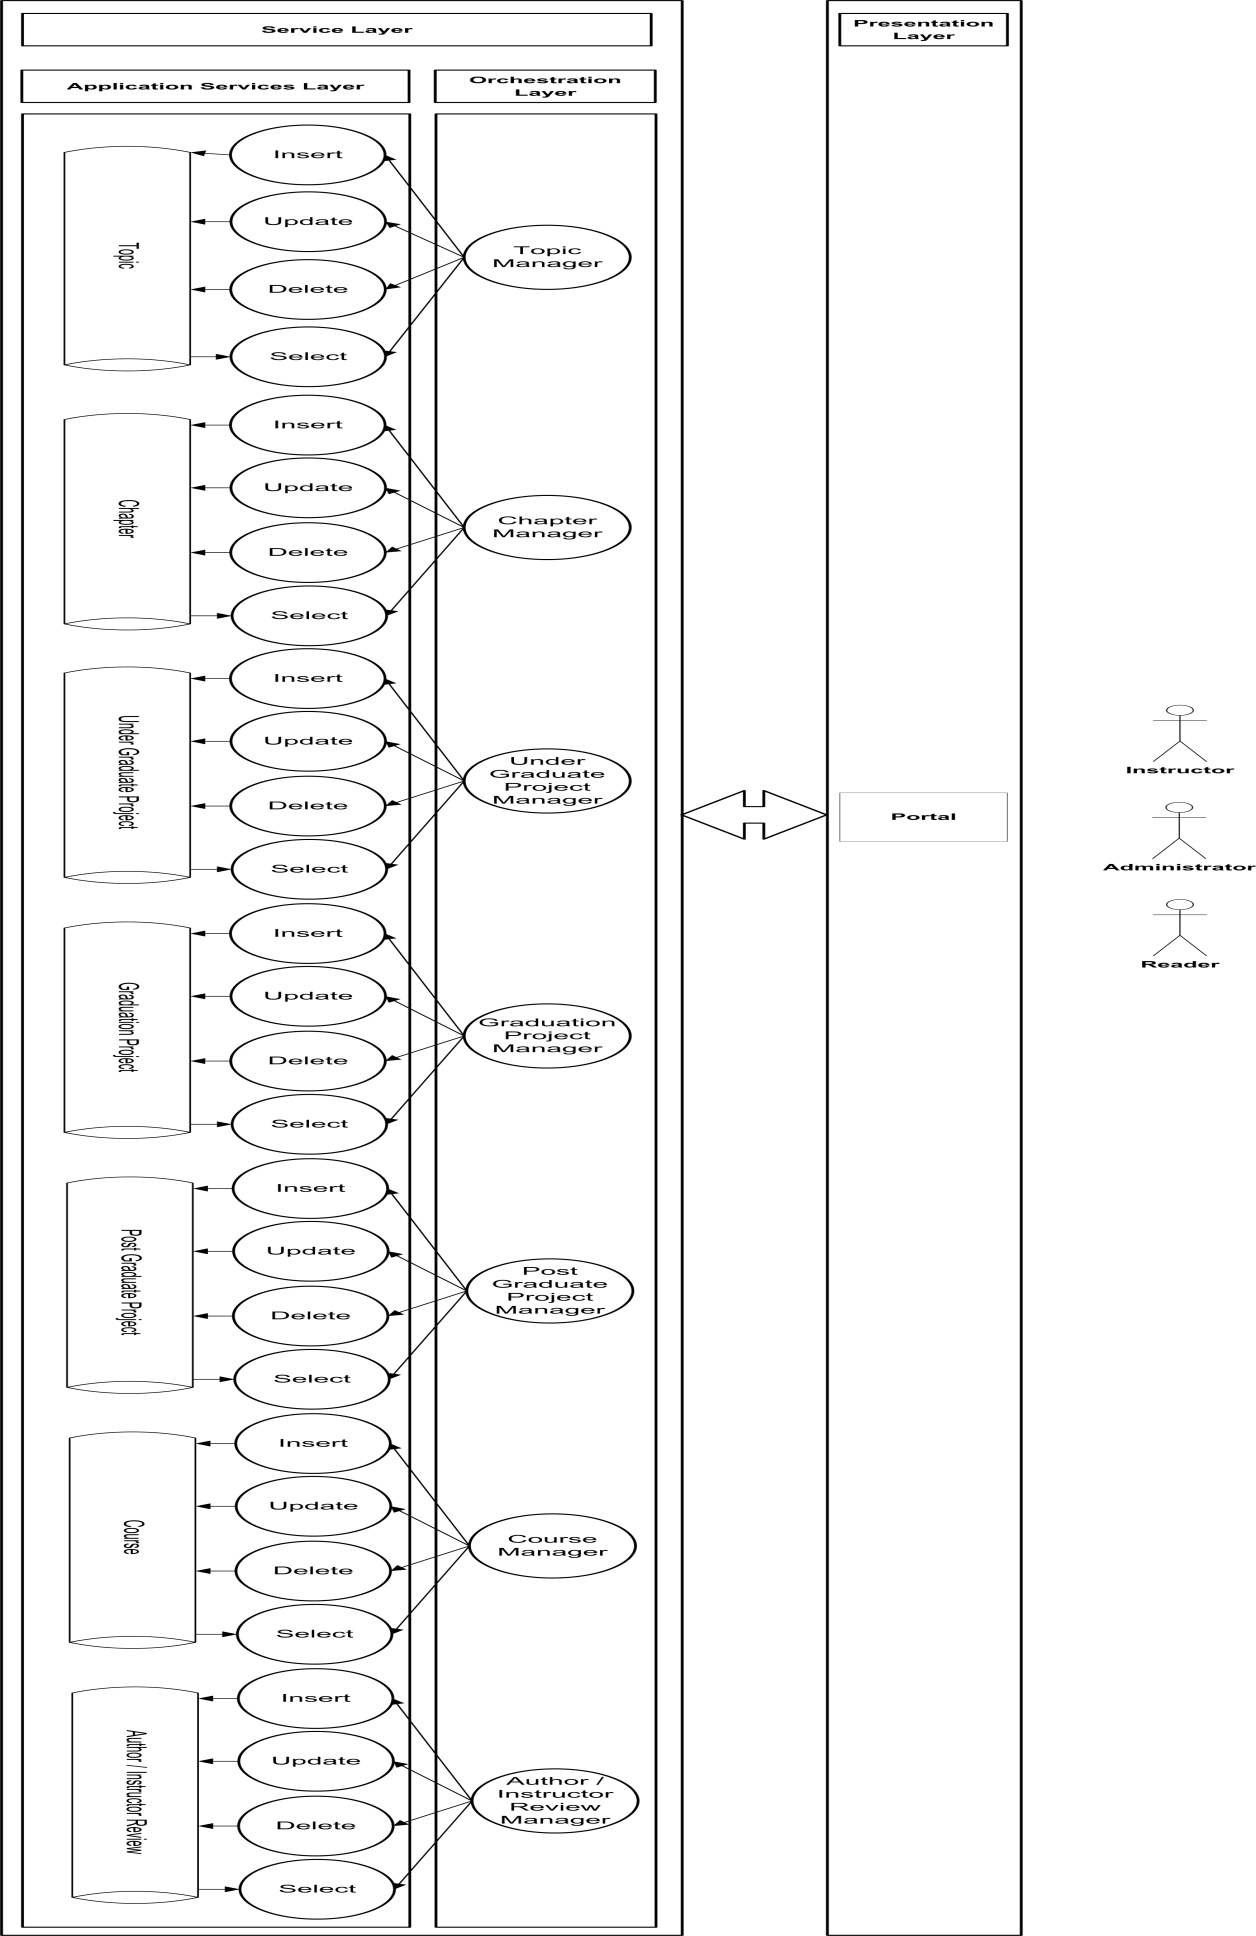 Service Layer
Presentation
Layer
Application Services Layer
Orchestration
Layer
Topic
Insert
Update
Delete
Select
Topic
Manager
Chapter
Insert
Update
Delete
Select
Chapter
Manager
Under Graduate Project
Insert
Update
Delete
Select
Under
Graduate
Project
Manager
Graduation Project
Insert
Update
Delete
Select
Graduation
Project
Manager
Post Graduate Project
Insert
Update
Delete
Select
Post
Graduate
Project
Manager
Course
Insert
Update
Delete
Select
Course
Manager
Author / Instructor Review
Insert
Update
Delete
Select
Author /
Instructor
Review
Manager
Portal
Instructor
Administrator
Reader